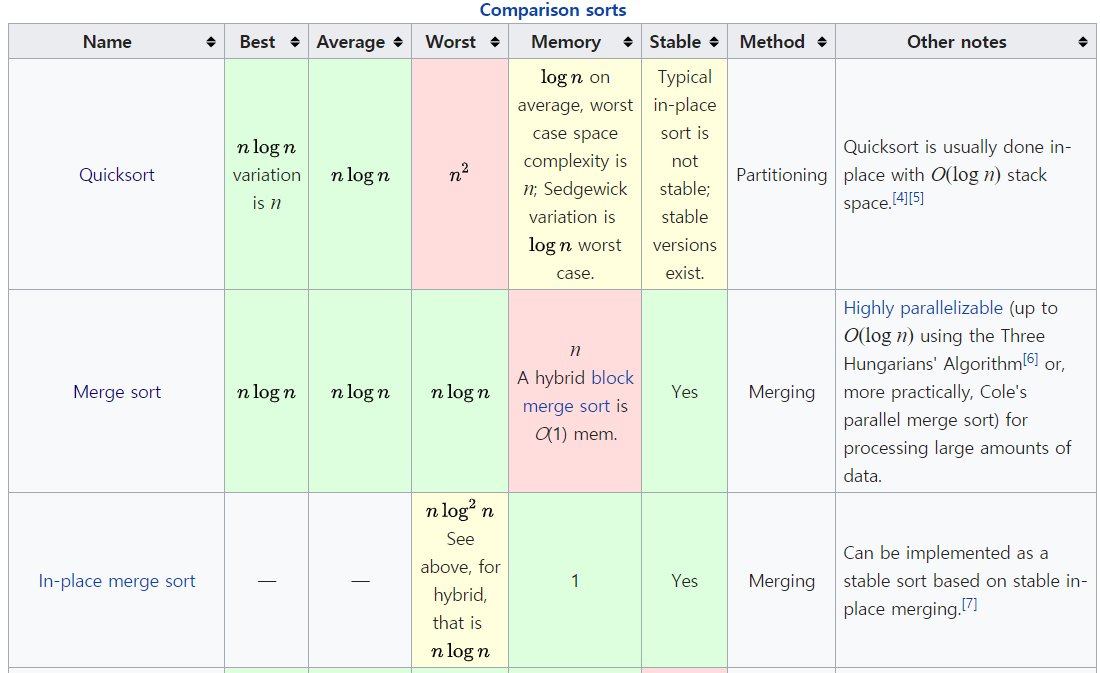 Comparison sorts
Name Best Average Worst Memory Stable Method Other notes
Quicksort
n log n
variation
is n
n log n
n²
log n on
average, worst
case space
complexity is
n; Sedgewick
variation is
log n worst
case.
Typical
in-place
sort is
not
stable;
stable
versions
exist.
Partitioning
Quicksort is usually done in-
place with O(log n) stack
space.[4][5]
Merge sort
n log n
n log n
n log n
n
A hybrid block
merge sort is
O(1) mem.
Yes
Merging
Highly parallelizable (up to
O(log n) using the Three
Hungarians' Algorithm[6] or,
more practically, Cole's
parallel merge sort) for
processing large amounts of
data.
In-place merge sort
—
—
n log² n
See
above, for
hybrid,
that is
n log n
1
Yes
Merging
Can be implemented as a
stable sort based on stable in-
place merging.[7]